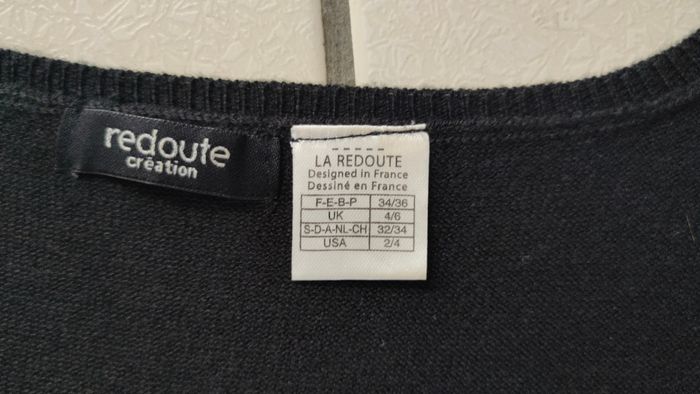 redoute
création
LA REDOUTE
Designed in France
Dessiné en France
F-E-B-P 34/36
UK 4/6
S-D-A-NL-CH 32/34
USA 2/4